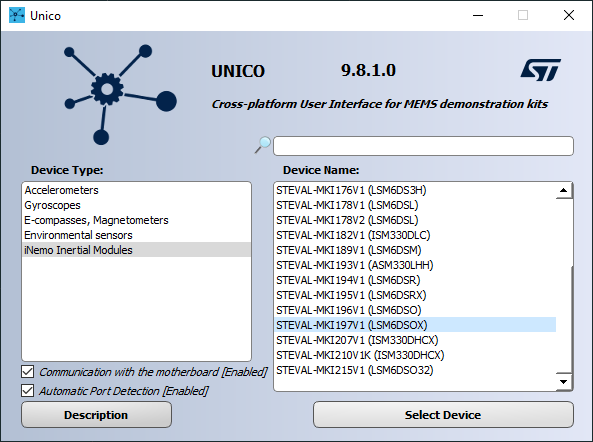 Unico
UNICO 9.8.1.0
Cross-platform User Interface for MEMS demonstration kits
Device Type:
Accelerometers
Gyroscopes
E-compasses, Magnetometers
Environmental sensors
iNemo Inertial Modules
Communication with the motherboard [Enabled]
Automatic Port Detection [Enabled]
Description
Device Name:
STEVAL-MKI176V1 (LSM6DS3H)
STEVAL-MKI178V1 (LSM6DSL)
STEVAL-MKI178V2 (LSM6DSL)
STEVAL-MKI182V1 (ISM330DLC)
STEVAL-MKI189V1 (LSM6DSM)
STEVAL-MKI193V1 (ASM330LHH)
STEVAL-MKI194V1 (LSM6DSR)
STEVAL-MKI195V1 (LSM6DSRX)
STEVAL-MKI196V1 (LSM6DSO)
STEVAL-MKI197V1 (LSM6DSOX)
STEVAL-MKI207V1 (ISM330DHCX)
STEVAL-MKI210V1K (ISM330DHCX)
STEVAL-MKI215V1 (LSM6DSO32)
Select Device